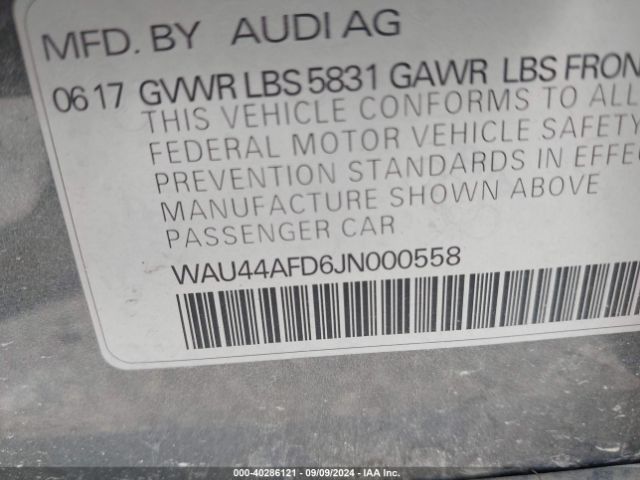 MFD. BY AUDI AG
06 17 GVWR LBS 5831 GAWR LBS FRON
THIS VEHICLE CONFORMS TO ALL
FEDERAL MOTOR VEHICLE SAFETY
PREVENTION STANDARDS IN EFFEC
MANUFACTURE SHOWN ABOVE
PASSENGER CAR
WAU44AFD6JN000558
000-40286121 - 09/09/2024 - IAA Inc.